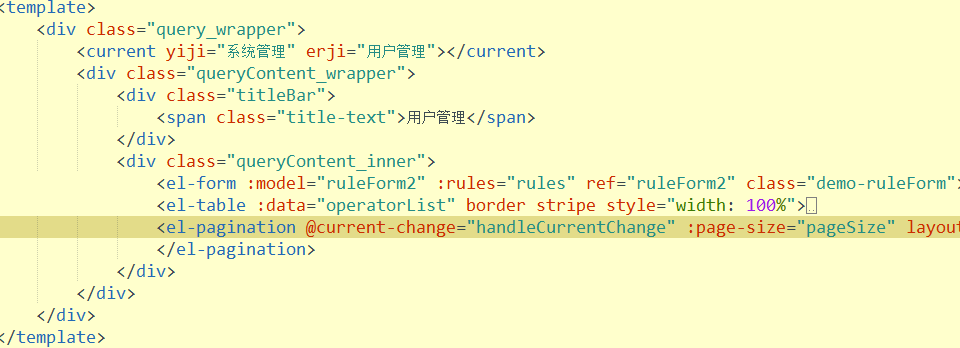 <template>
<div class="query_wrapper">
<current yiji="系统管理" erji="用户管理"></current>
<div class="queryContent_wrapper">
<div class="titleBar">
<span class="title-text">用户管理</span>
</div>
<div class="queryContent_inner">
<el-form :model="ruleForm2" :rules="rules" ref="ruleForm2" class="demo-ruleForm">
<el-table :data="operatorList" border stripe style="width: 100%">
<el-pagination @current-change="handleCurrentChange" :page-size="pageSize" layout
</el-pagination>
</div>
</div>
</div>
</template>